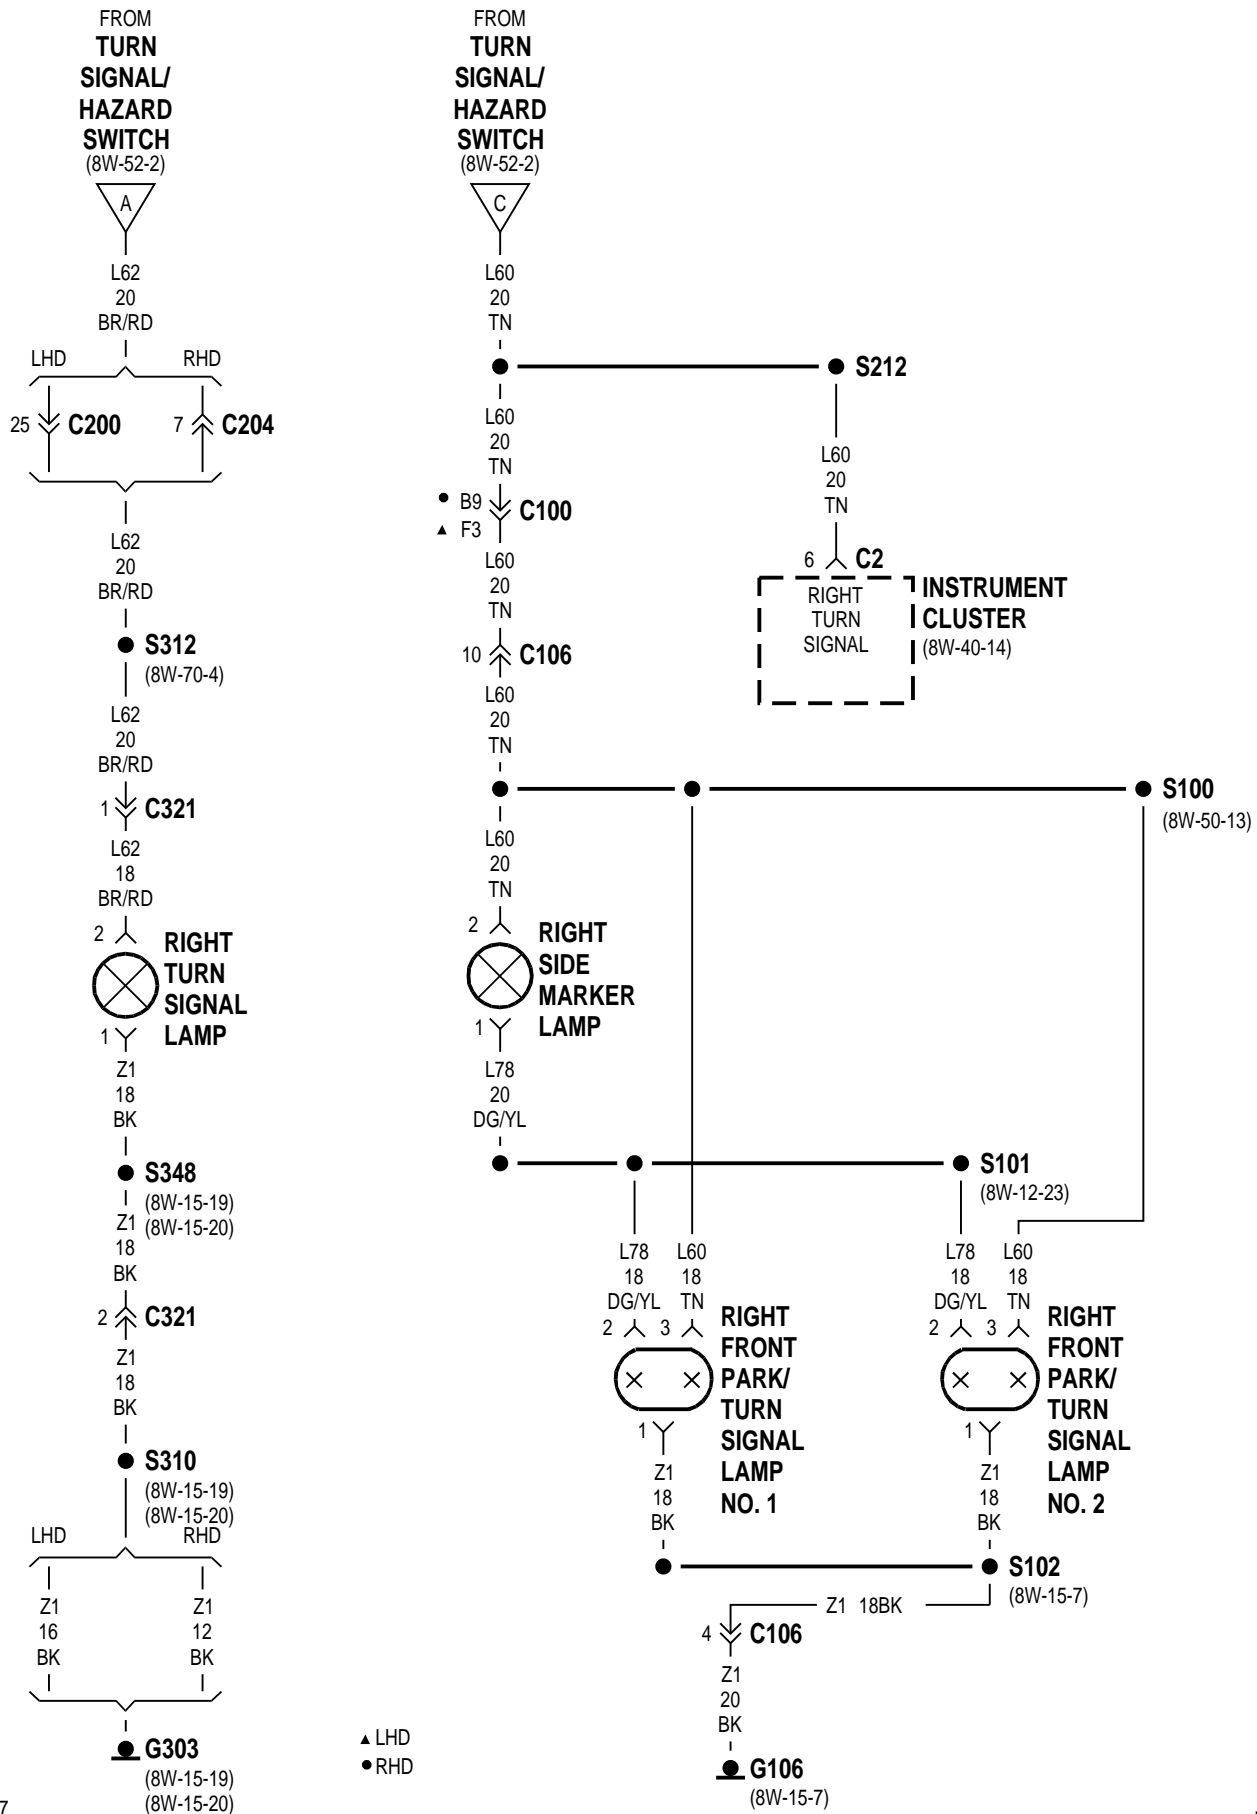 FROM
TURN
SIGNAL/
HAZARD
SWITCH
(8W-52-2)
A
L62
20
BR/RD
LHD
RHD
25
C200
7
C204
L62
20
BR/RD
S312
(8W-70-4)
L62
20
BR/RD
1
C321
L62
18
BR/RD
2
RIGHT
TURN
SIGNAL
LAMP
1
Z1
18
BK
S348
(8W-15-19)
(8W-15-20)
Z1
18
BK
2
C321
Z1
18
BK
S310
(8W-15-19)
(8W-15-20)
LHD
RHD
Z1
16
BK
Z1
12
BK
G303
(8W-15-19)
(8W-15-20)
7
FROM
TURN
SIGNAL/
HAZARD
SWITCH
(8W-52-2)
C
L60
20
TN
S212
L60
20
TN
● B9
▲ F3
C100
L60
20
TN
10
C106
L60
20
TN
L60
20
TN
6
C2
RIGHT
TURN
SIGNAL
INSTRUMENT
CLUSTER
(8W-40-14)
S100
(8W-50-13)
L60
20
TN
2
RIGHT
SIDE
MARKER
LAMP
1
L78
20
DG/YL
S101
(8W-12-23)
L78
18
DG/YL
2
L60
18
TN
3
RIGHT
FRONT
PARK/
TURN
SIGNAL
LAMP
NO. 1
1
Z1
18
BK
L78
18
DG/YL
2
L60
18
TN
3
RIGHT
FRONT
PARK/
TURN
SIGNAL
LAMP
NO. 2
1
Z1
18
BK
S102
(8W-15-7)
Z1 18BK
4
C106
Z1
20
BK
G106
(8W-15-7)
▲ LHD
● RHD